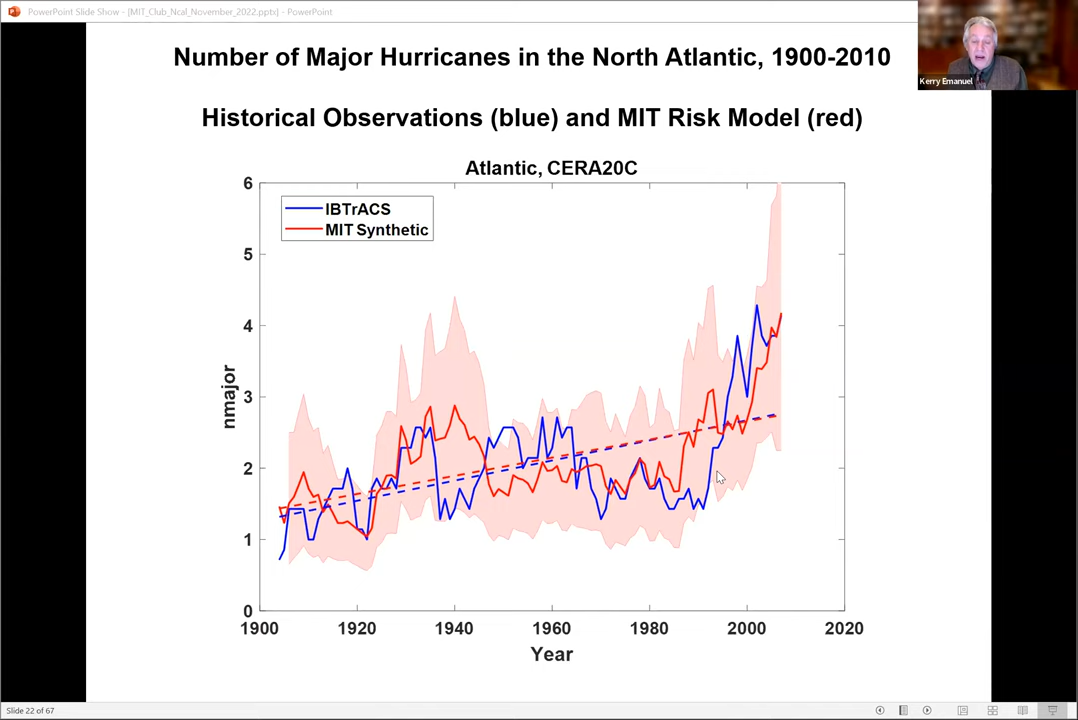 PowerPoint Slide Show - [MIT_Club_Ncal_November_2022.pptx] - PowerPoint
Number of Major Hurricanes in the North Atlantic, 1900-2010
Kerry Emanuel
Historical Observations (blue) and MIT Risk Model (red)
Atlantic, CERA20C
IBTrACS
MIT Synthetic
6
5
4
3
2
1
0
nmajor
1900 1920 1940 1960 1980 2000 2020
Year
Slide 22 of 67